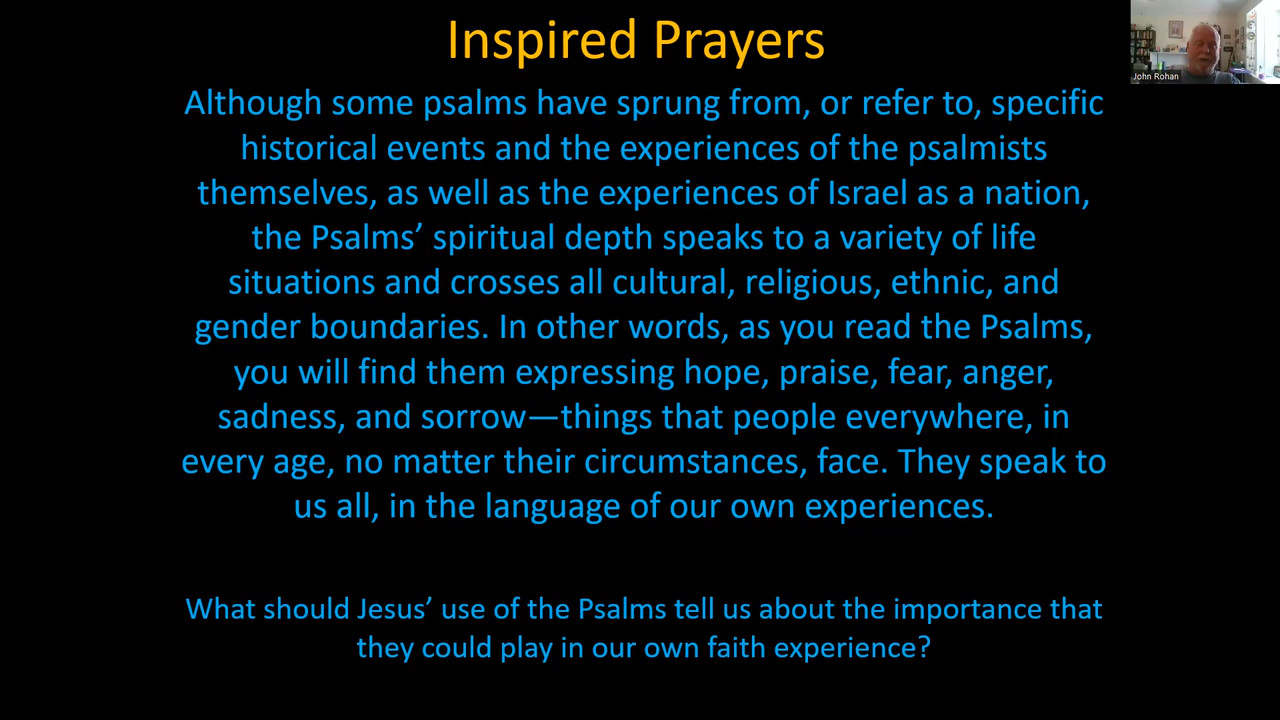 Inspired Prayers
John Rohan
Although some psalms have sprung from, or refer to, specific
historical events and the experiences of the psalmists
themselves, as well as the experiences of Israel as a nation,
the Psalms’ spiritual depth speaks to a variety of life
situations and crosses all cultural, religious, ethnic, and
gender boundaries. In other words, as you read the Psalms,
you will find them expressing hope, praise, fear, anger,
sadness, and sorrow—things that people everywhere, in
every age, no matter their circumstances, face. They speak to
us all, in the language of our own experiences.
What should Jesus’ use of the Psalms tell us about the importance that
they could play in our own faith experience?